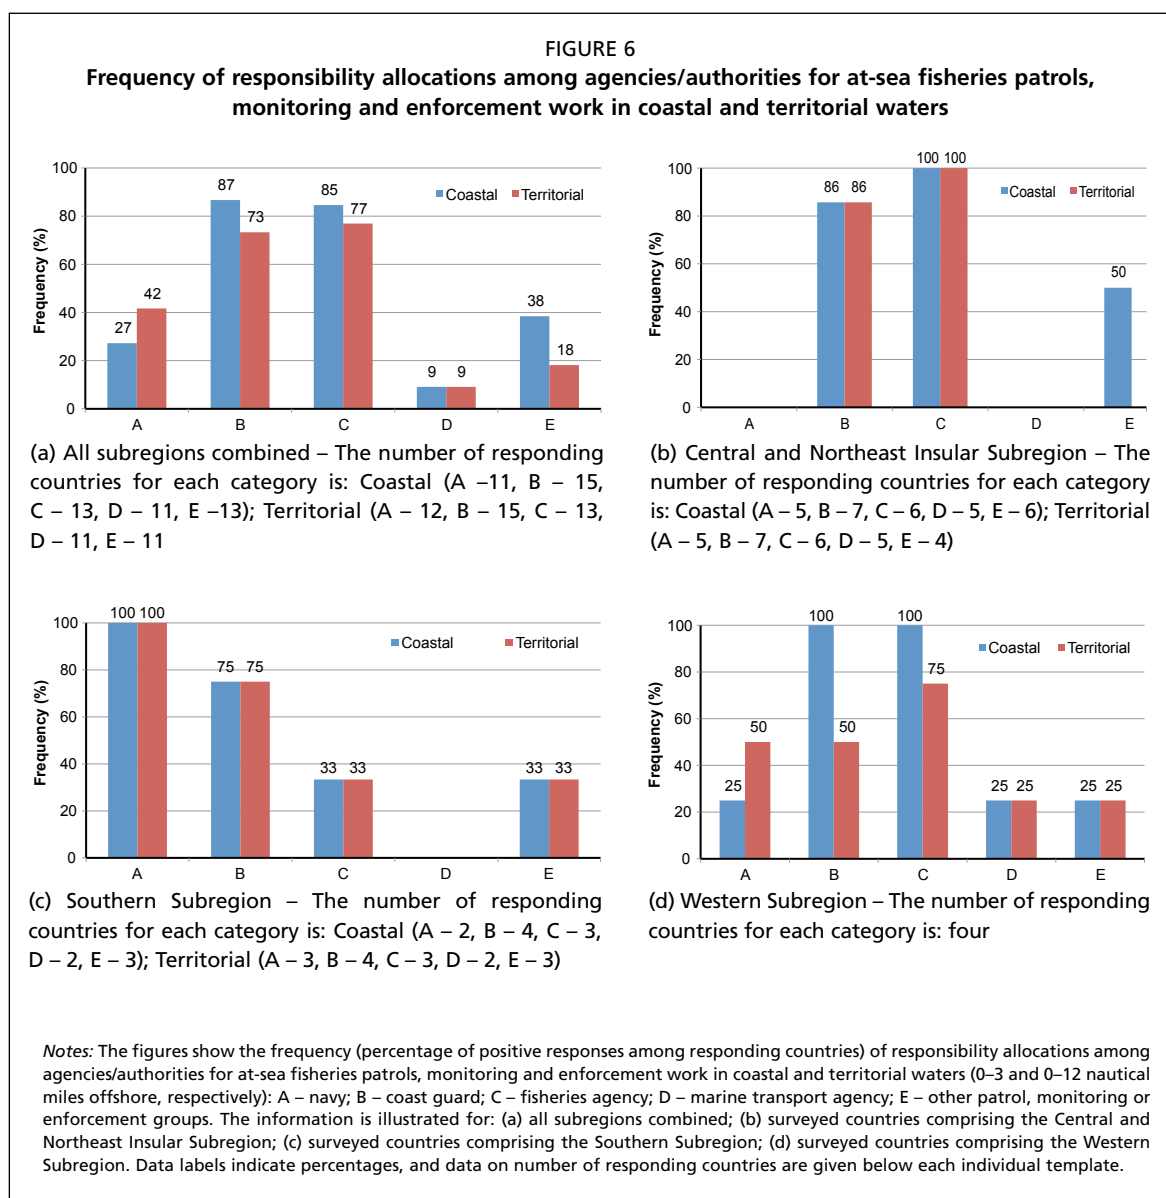 FIGURE 6
Frequency of responsibility allocations among agencies/authorities for at-sea fisheries patrols,
monitoring and enforcement work in coastal and territorial waters
Frequency (%)
100
80
60
40
20
0
Coastal
Territorial
27
42
87
73
85
77
9
9
38
18
A
B
C
D
E
(a) All subregions combined – The number of responding
countries for each category is: Coastal (A –11, B – 15,
C – 13, D – 11, E –13); Territorial (A – 12, B – 15, C – 13,
D – 11, E – 11
Frequency (%)
100
80
60
40
20
0
Coastal
Territorial
86
86
100
100
50
A
B
C
D
E
(b) Central and Northeast Insular Subregion – The
number of responding countries for each category
is: Coastal (A – 5, B – 7, C – 6, D – 5, E – 6); Territorial
(A – 5, B – 7, C – 6, D – 5, E – 4)
Frequency (%)
100
80
60
40
20
0
Coastal
Territorial
100
100
75
75
33
33
33
33
A
B
C
D
E
(c) Southern Subregion – The number of responding
countries for each category is: Coastal (A – 2, B – 4, C – 3,
D – 2, E – 3); Territorial (A – 3, B – 4, C – 3, D – 2, E – 3)
Frequency (%)
100
80
60
40
20
0
Coastal
Territorial
25
50
100
50
100
75
25
25
25
25
A
B
C
D
E
(d) Western Subregion – The number of responding
countries for each category is: four
Notes: The figures show the frequency (percentage of positive responses among responding countries) of responsibility allocations among
agencies/authorities for at-sea fisheries patrols, monitoring and enforcement work in coastal and territorial waters (0–3 and 0–12 nautical
miles offshore, respectively): A – navy; B – coast guard; C – fisheries agency; D – marine transport agency; E – other patrol, monitoring or
enforcement groups. The information is illustrated for: (a) all subregions combined; (b) surveyed countries comprising the Central and
Northeast Insular Subregion; (c) surveyed countries comprising the Southern Subregion; (d) surveyed countries comprising the Western
Subregion. Data labels indicate percentages, and data on number of responding countries are given below each individual template.